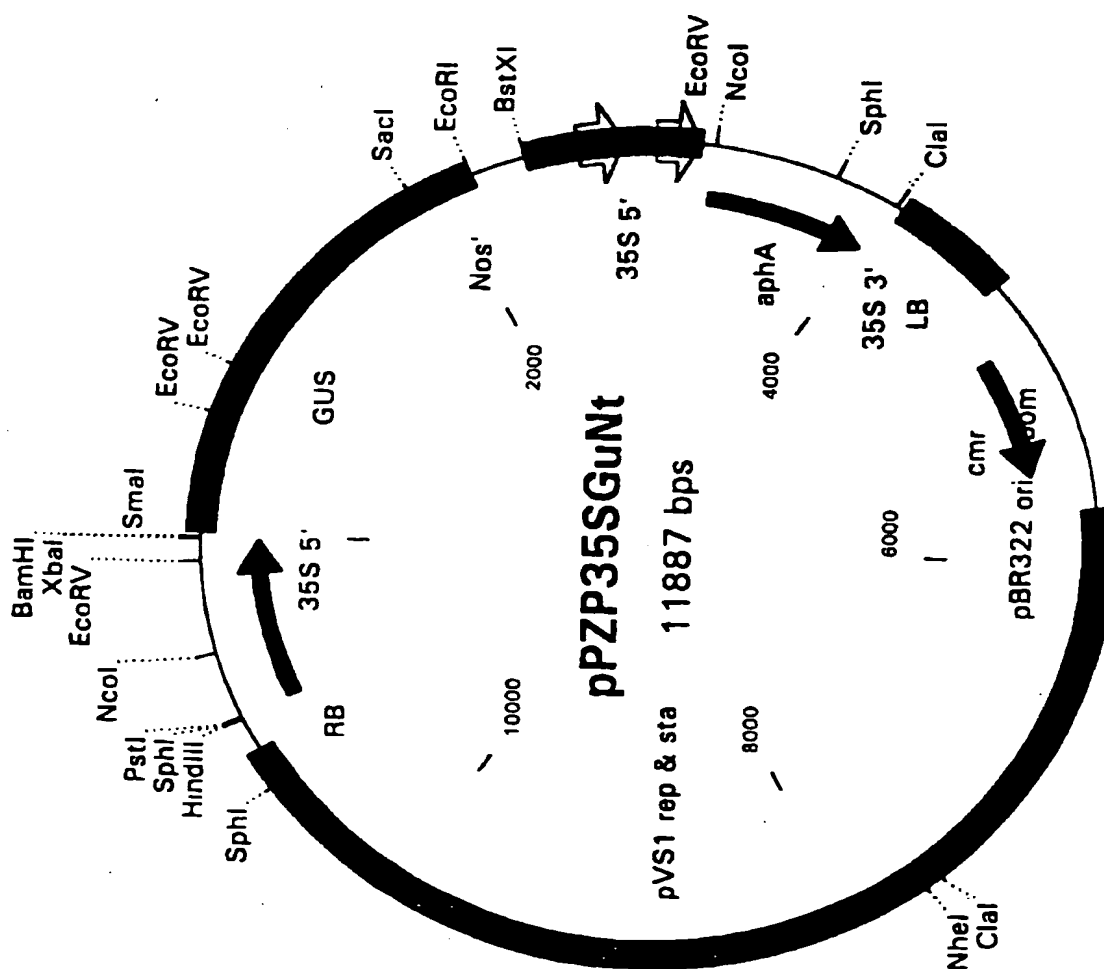 pPZP35SGuNt
11887 bps
BamHI
XbaI
EcoRV
SmaI
EcoRV
EcoRV
SacI
EcoRI
BstXI
EcoRV
NcoI
SphI
ClaI
NheI
ClaI
SphI
HindIII
SphI
PstI
NcoI
RB
35S 5'
GUS
Nos'
35S 5'
aphA
35S 3'
LB
cmr
bom
pBR322 ori
pVS1 rep & sta
2000
4000
6000
8000
10000